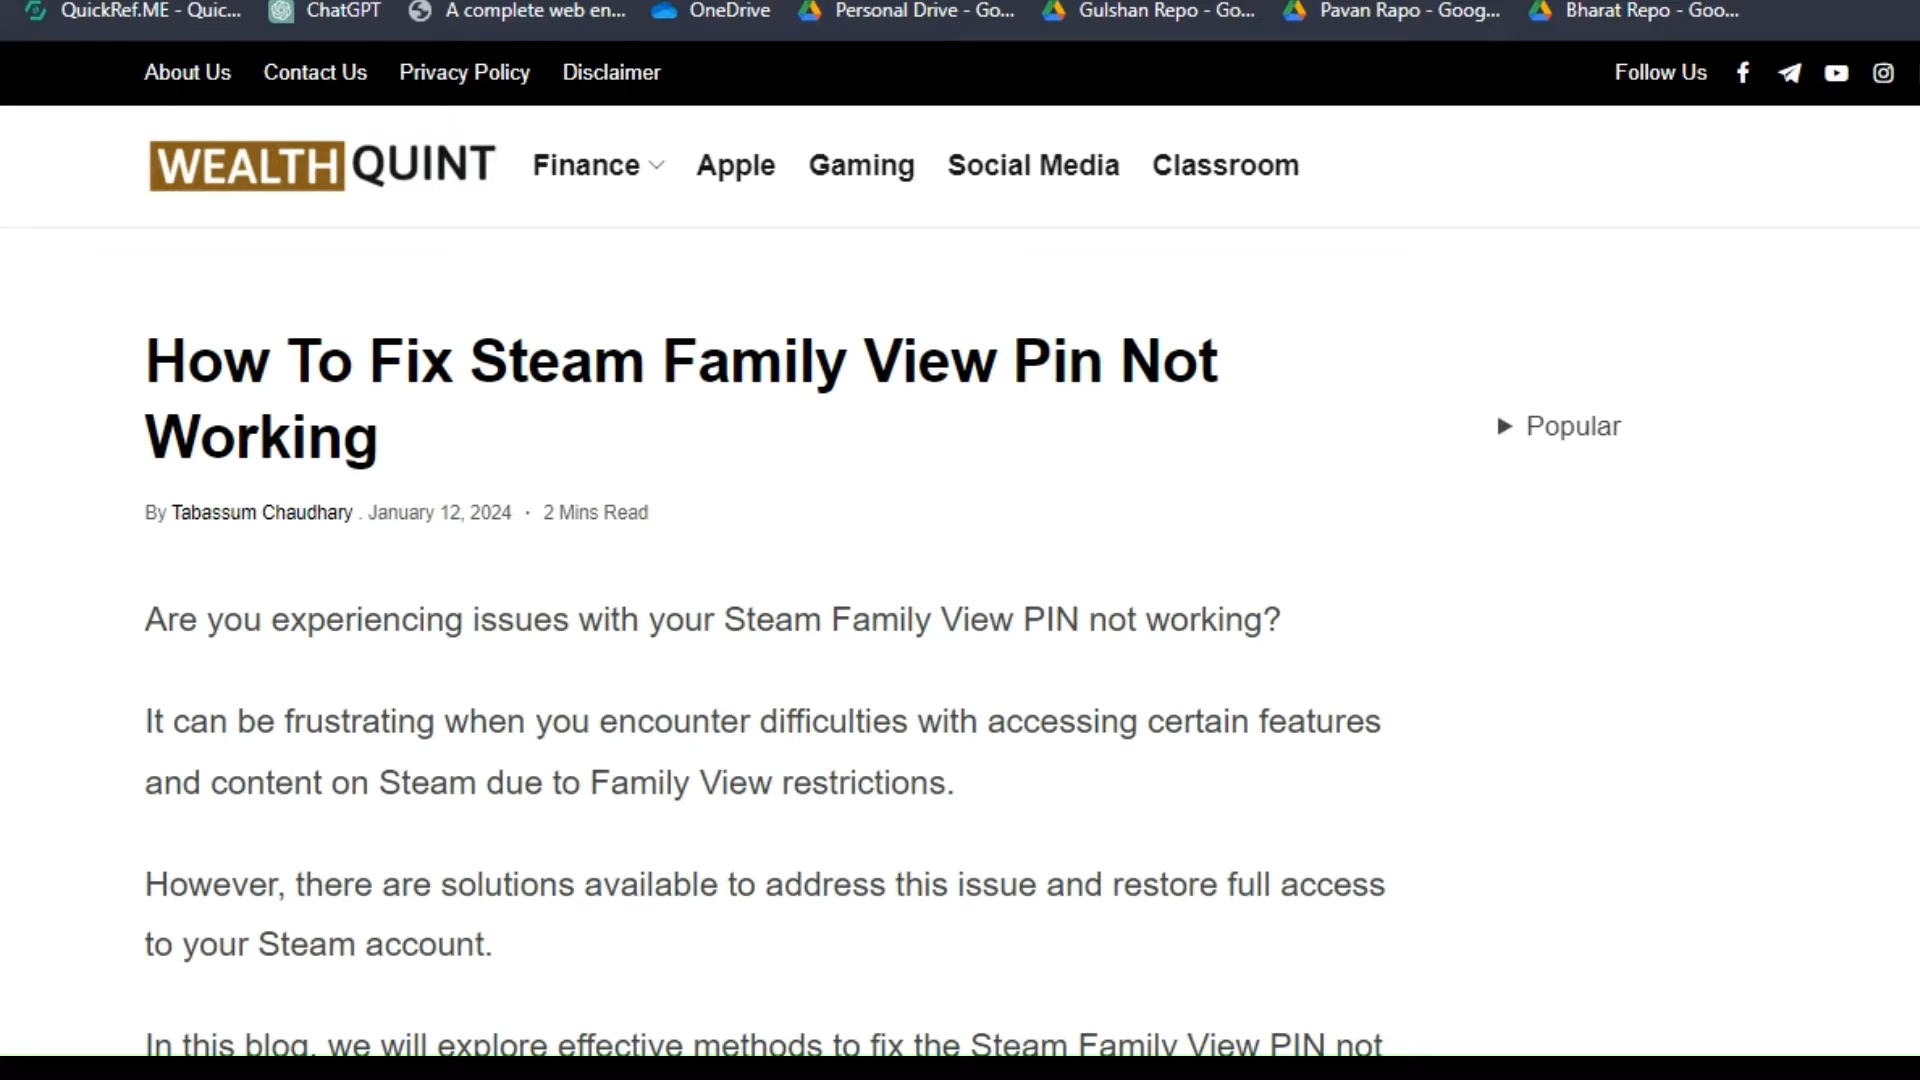 QuickRef.ME - Quic... ChatGPT A complete web en... OneDrive Personal Drive - Go... Gulshan Repo - Go... Pavan Rapo - Goog... Bharat Repo - Goo...
About Us Contact Us Privacy Policy Disclaimer Follow Us
WEALTH QUINT Finance Apple Gaming Social Media Classroom
How To Fix Steam Family View Pin Not
Working
Popular
By Tabassum Chaudhary . January 12, 2024 · 2 Mins Read
Are you experiencing issues with your Steam Family View PIN not working?
It can be frustrating when you encounter difficulties with accessing certain features
and content on Steam due to Family View restrictions.
However, there are solutions available to address this issue and restore full access
to your Steam account.
In this blog, we will explore effective methods to fix the Steam Family View PIN not